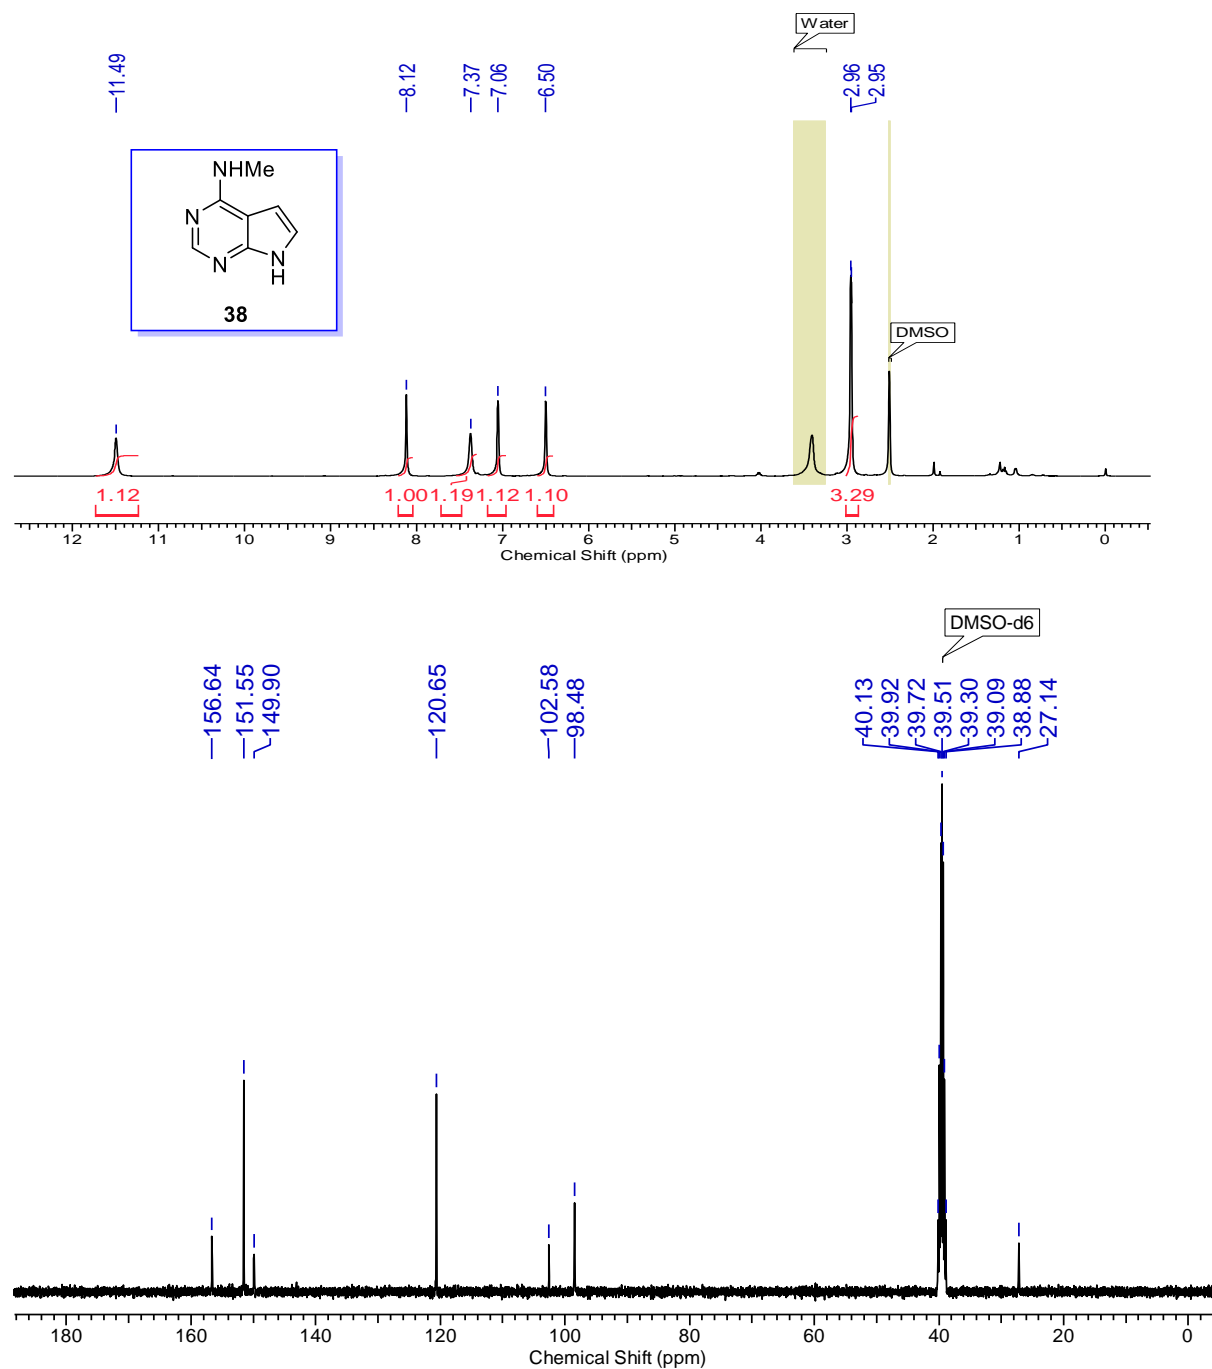 Water
11.49
8.12
7.37
7.06
6.50
2.96
2.95
NHMe
N
N
N
H
38
DMSO
1.12
1.00
1.19
1.12
1.10
3.29
12 11 10 9 8 7 6 5 4 3 2 1 0
Chemical Shift (ppm)
DMSO-d6
156.64
151.55
149.90
120.65
102.58
98.48
40.13
39.92
39.72
39.51
39.30
39.09
38.88
27.14
180 160 140 120 100 80 60 40 20 0
Chemical Shift (ppm)